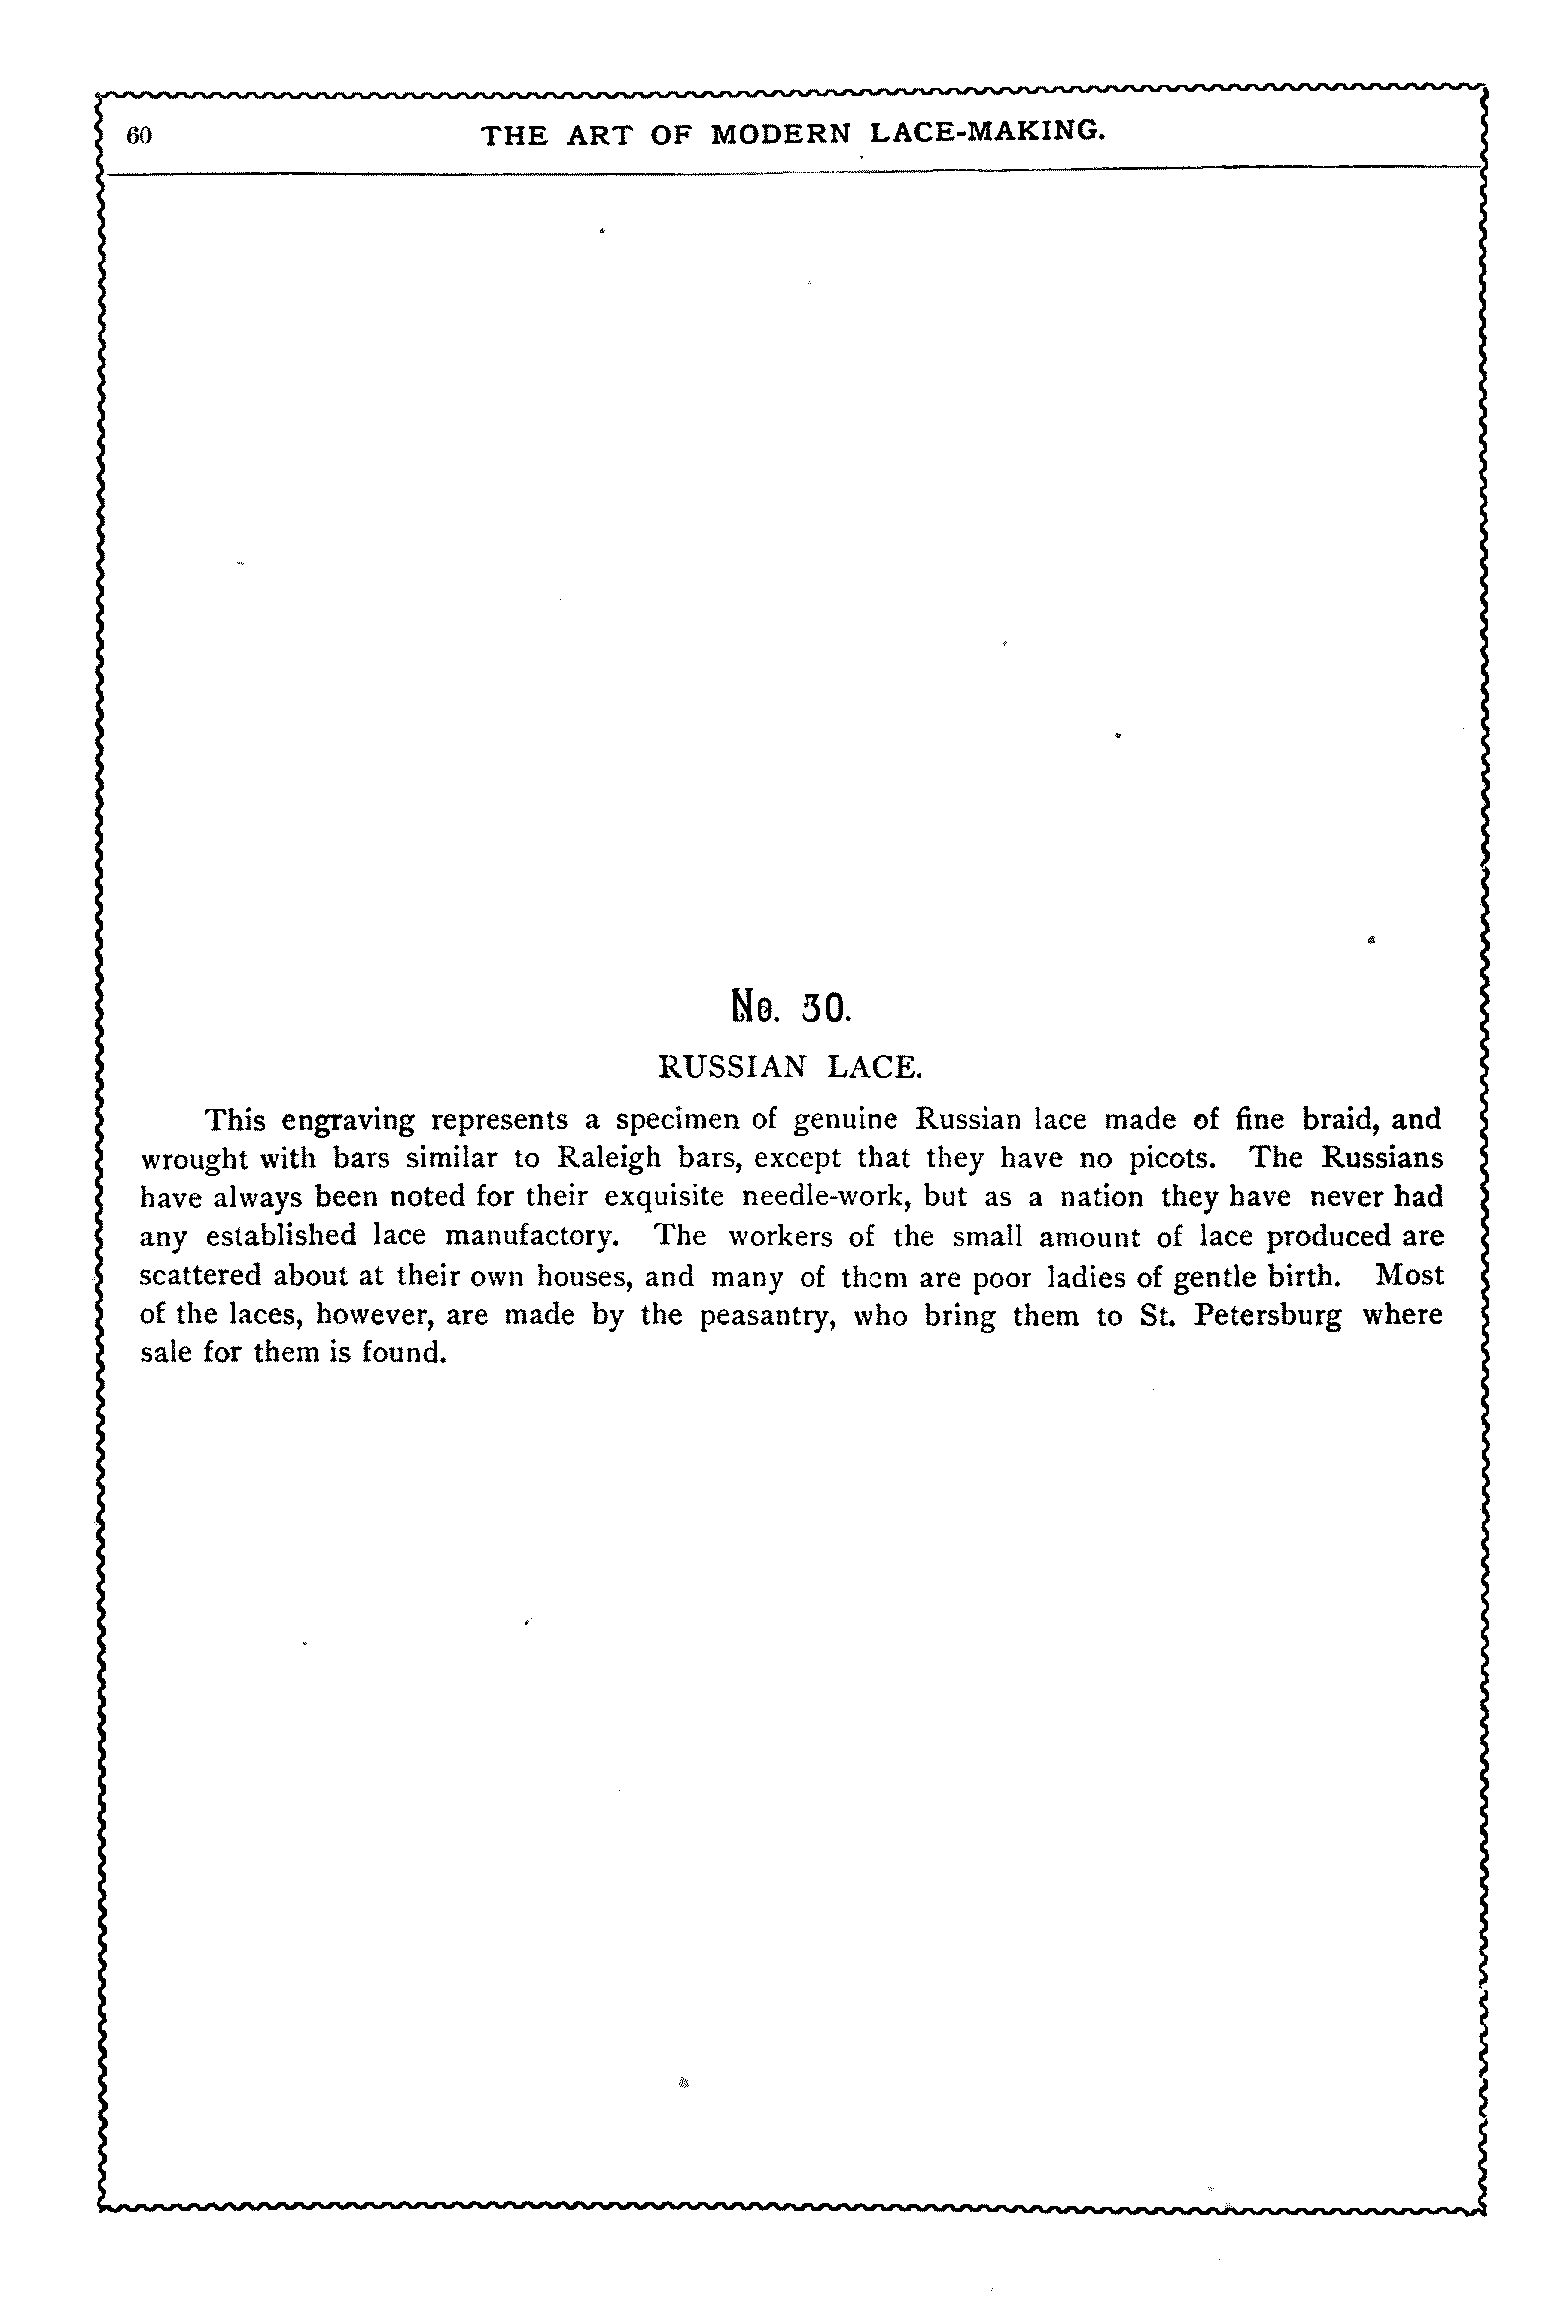 60
THE ART OF MODERN LACE-MAKING.
No. 30.
RUSSIAN LACE.
This engraving represents a specimen of genuine Russian lace made of fine braid, and
wrought with bars similar to Raleigh bars, except that they have no picots. The Russians
have always been noted for their exquisite needle-work, but as a nation they have never had
any established lace manufactory. The workers of the small amount of lace produced are
scattered about at their own houses, and many of them are poor ladies of gentle birth. Most
of the laces, however, are made by the peasantry, who bring them to St. Petersburg where
sale for them is found.